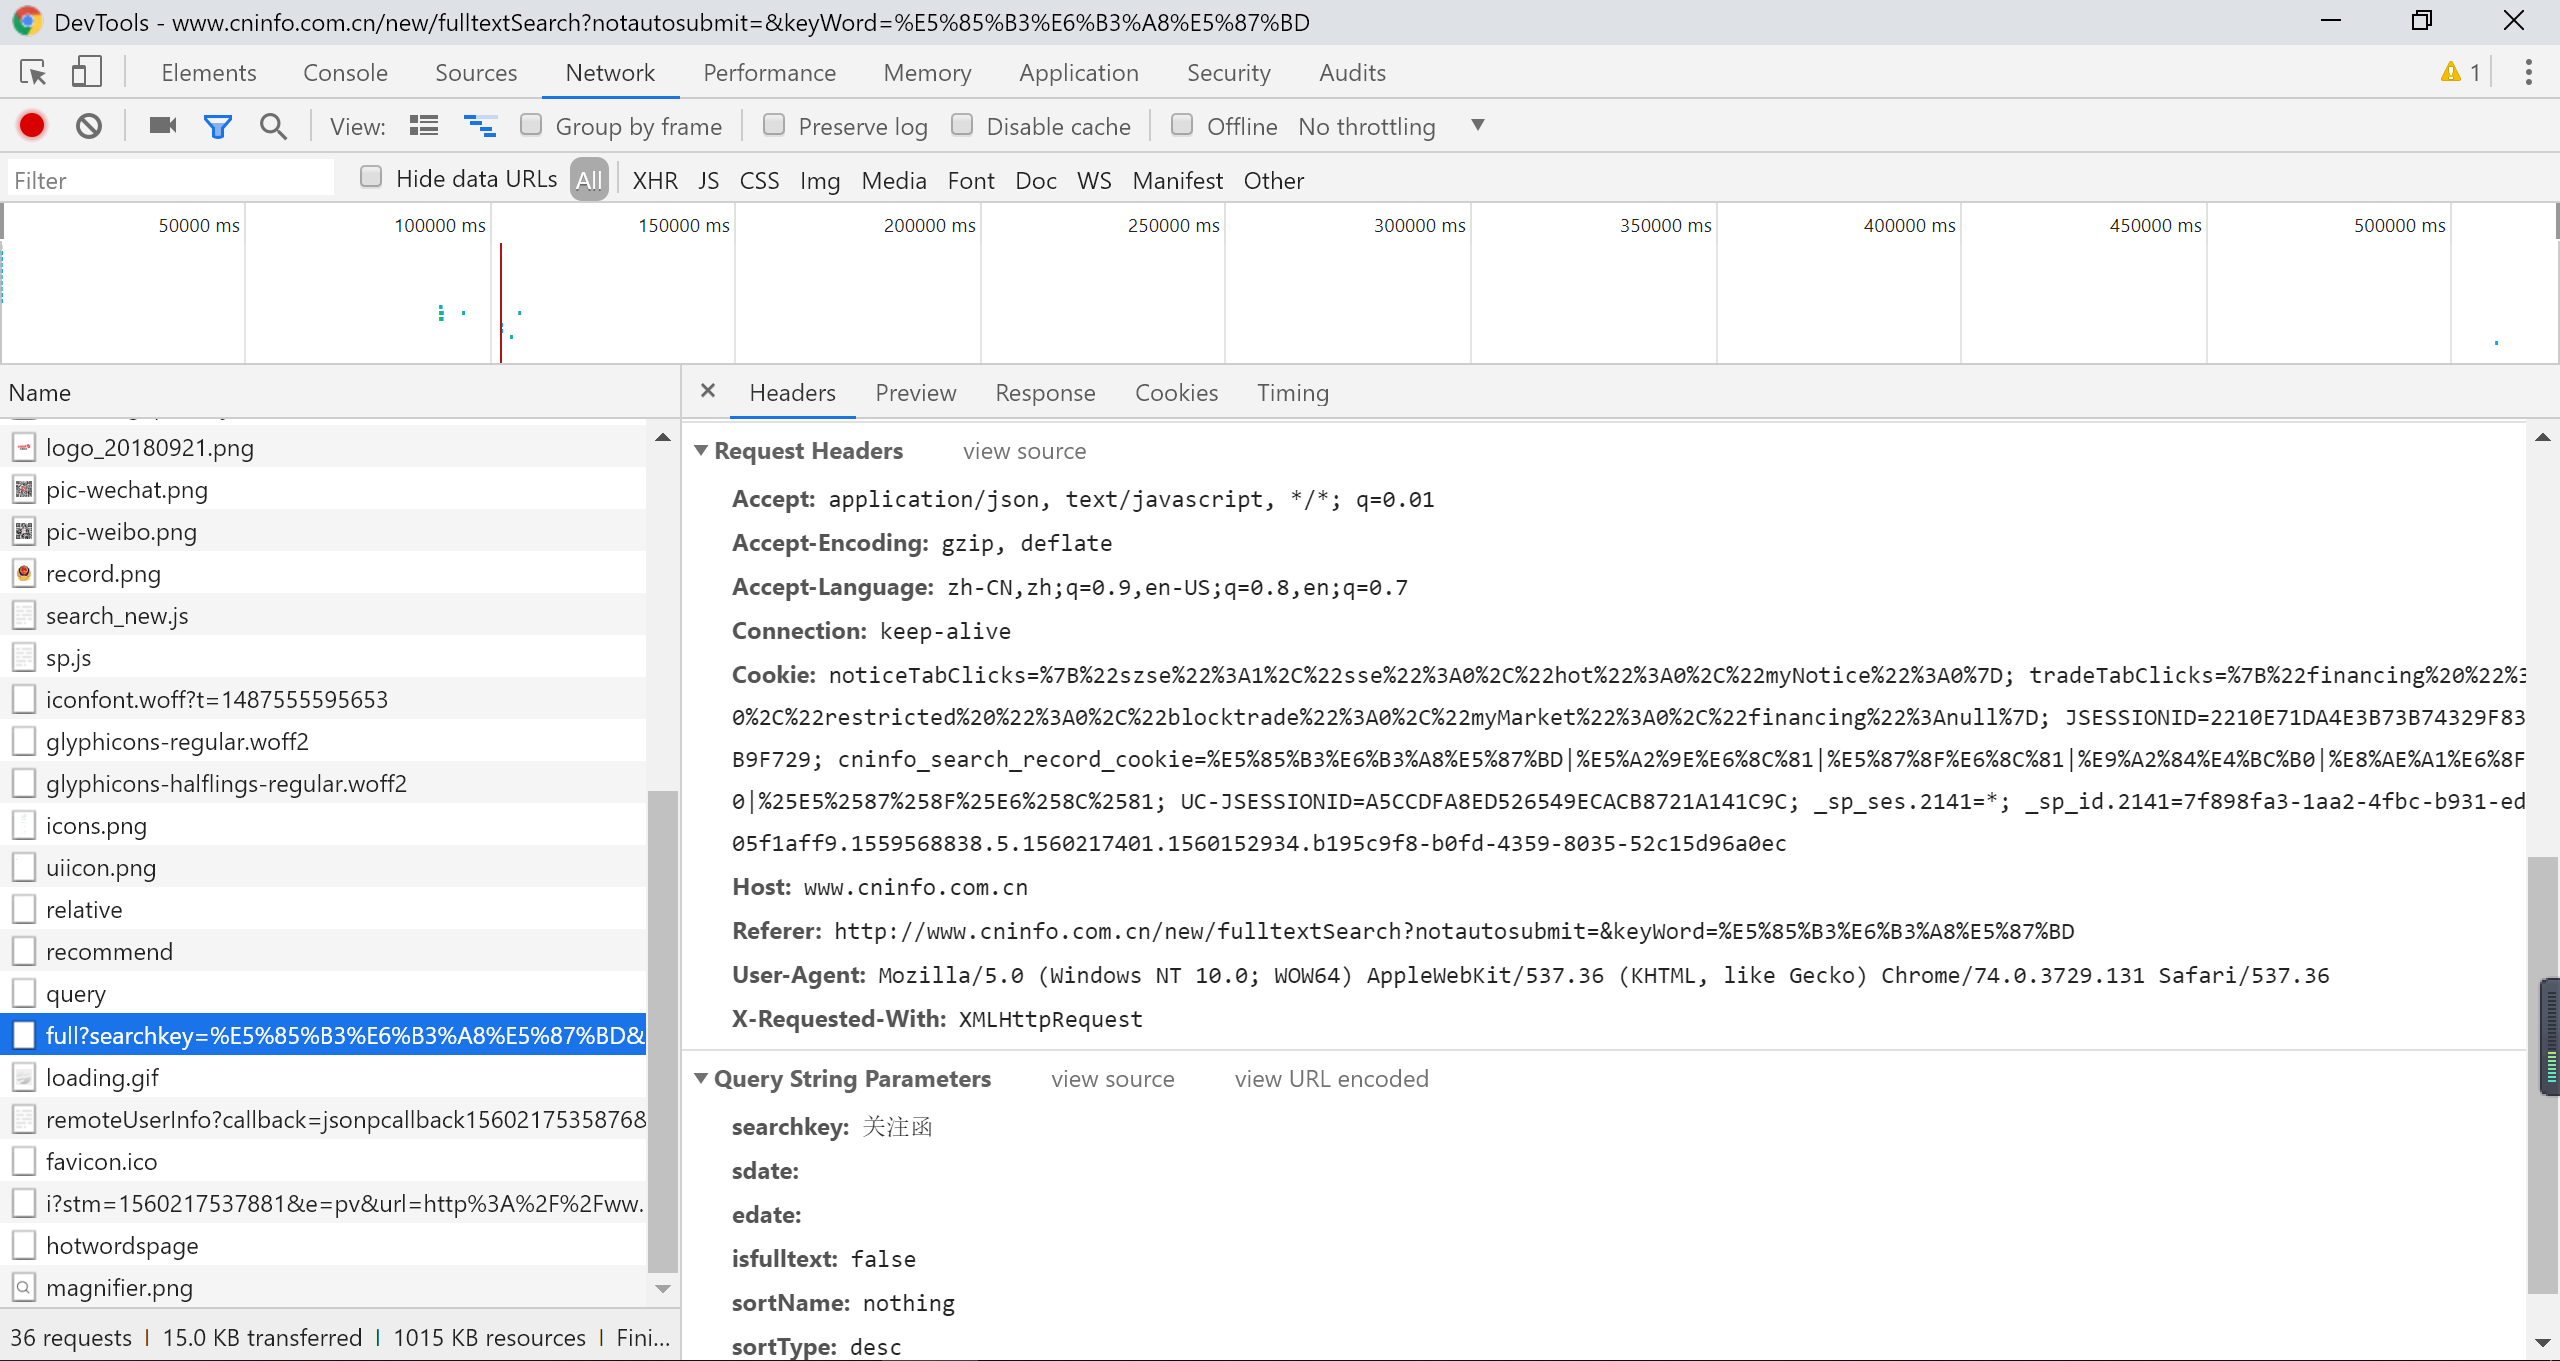 DevTools - www.cninfo.com.cn/new/fulltextSearch?notautosubmit=&keyWord=%E5%85%B3%E6%B3%A8%E5%87%BD
Elements Console Sources Network Performance Memory Application Security Audits 1
View: Group by frame Preserve log Disable cache Offline No throttling
Filter Hide data URLs All XHR JS CSS Img Media Font Doc WS Manifest Other
50000 ms 100000 ms 150000 ms 200000 ms 250000 ms 300000 ms 350000 ms 400000 ms 450000 ms 500000 ms
Name
logo_20180921.png
pic-wechat.png
pic-weibo.png
record.png
search_new.js
sp.js
iconfont.woff?t=1487555595653
glyphicons-regular.woff2
glyphicons-halflings-regular.woff2
icons.png
uiicon.png
relative
recommend
query
full?searchkey=%E5%85%B3%E6%B3%A8%E5%87%BD&
loading.gif
remoteUserInfo?callback=jsonpcallback1560217535876&
favicon.ico
i?stm=1560217537881&e=pv&url=http%3A%2F%2Fww.
hotwordspage
magnifier.png
36 requests | 15.0 KB transferred | 1015 KB resources | Fini...
Headers Preview Response Cookies Timing
Request Headers view source
Accept: application/json, text/javascript, */*; q=0.01
Accept-Encoding: gzip, deflate
Accept-Language: zh-CN,zh;q=0.9,en-US;q=0.8,en;q=0.7
Connection: keep-alive
Cookie: noticeTabClicks=%7B%22szse%22%3A1%2C%22sse%22%3A0%2C%22hot%22%3A0%2C%22myNotice%22%3A0%7D; tradeTabClicks=%7B%22financing%20%22%3
0%2C%22restricted%20%22%3A0%2C%22blocktrade%22%3A0%2C%22myMarket%22%3A0%2C%22financing%22%3Anull%7D; JSESSIONID=2210E71DA4E3B73B74329F83
B9F729; cninfo_search_record_cookie=%E5%85%B3%E6%B3%A8%E5%87%BD|%E5%A2%9E%E6%8C%81|%E5%87%8F%E6%8C%81|%E9%A2%84%E4%BC%B0|%E8%AE%A1%E6%8F
0|%25E5%2587%258F%25E6%258C%2581; UC-JSESSIONID=A5CCDFA8ED526549ECACB8721A141C9C; _sp_ses.2141=*; _sp_id.2141=7f898fa3-1aa2-4fbc-b931-ed
05f1aff9.1559568838.5.1560217401.1560152934.b195c9f8-b0fd-4359-8035-52c15d96a0ec
Host: www.cninfo.com.cn
Referer: http://www.cninfo.com.cn/new/fulltextSearch?notautosubmit=&keyWord=%E5%85%B3%E6%B3%A8%E5%87%BD
User-Agent: Mozilla/5.0 (Windows NT 10.0; WOW64) AppleWebKit/537.36 (KHTML, like Gecko) Chrome/74.0.3729.131 Safari/537.36
X-Requested-With: XMLHttpRequest
Query String Parameters view source view URL encoded
searchkey: 关注函
sdate:
edate:
isfulltext: false
sortName: nothing
sortType: desc